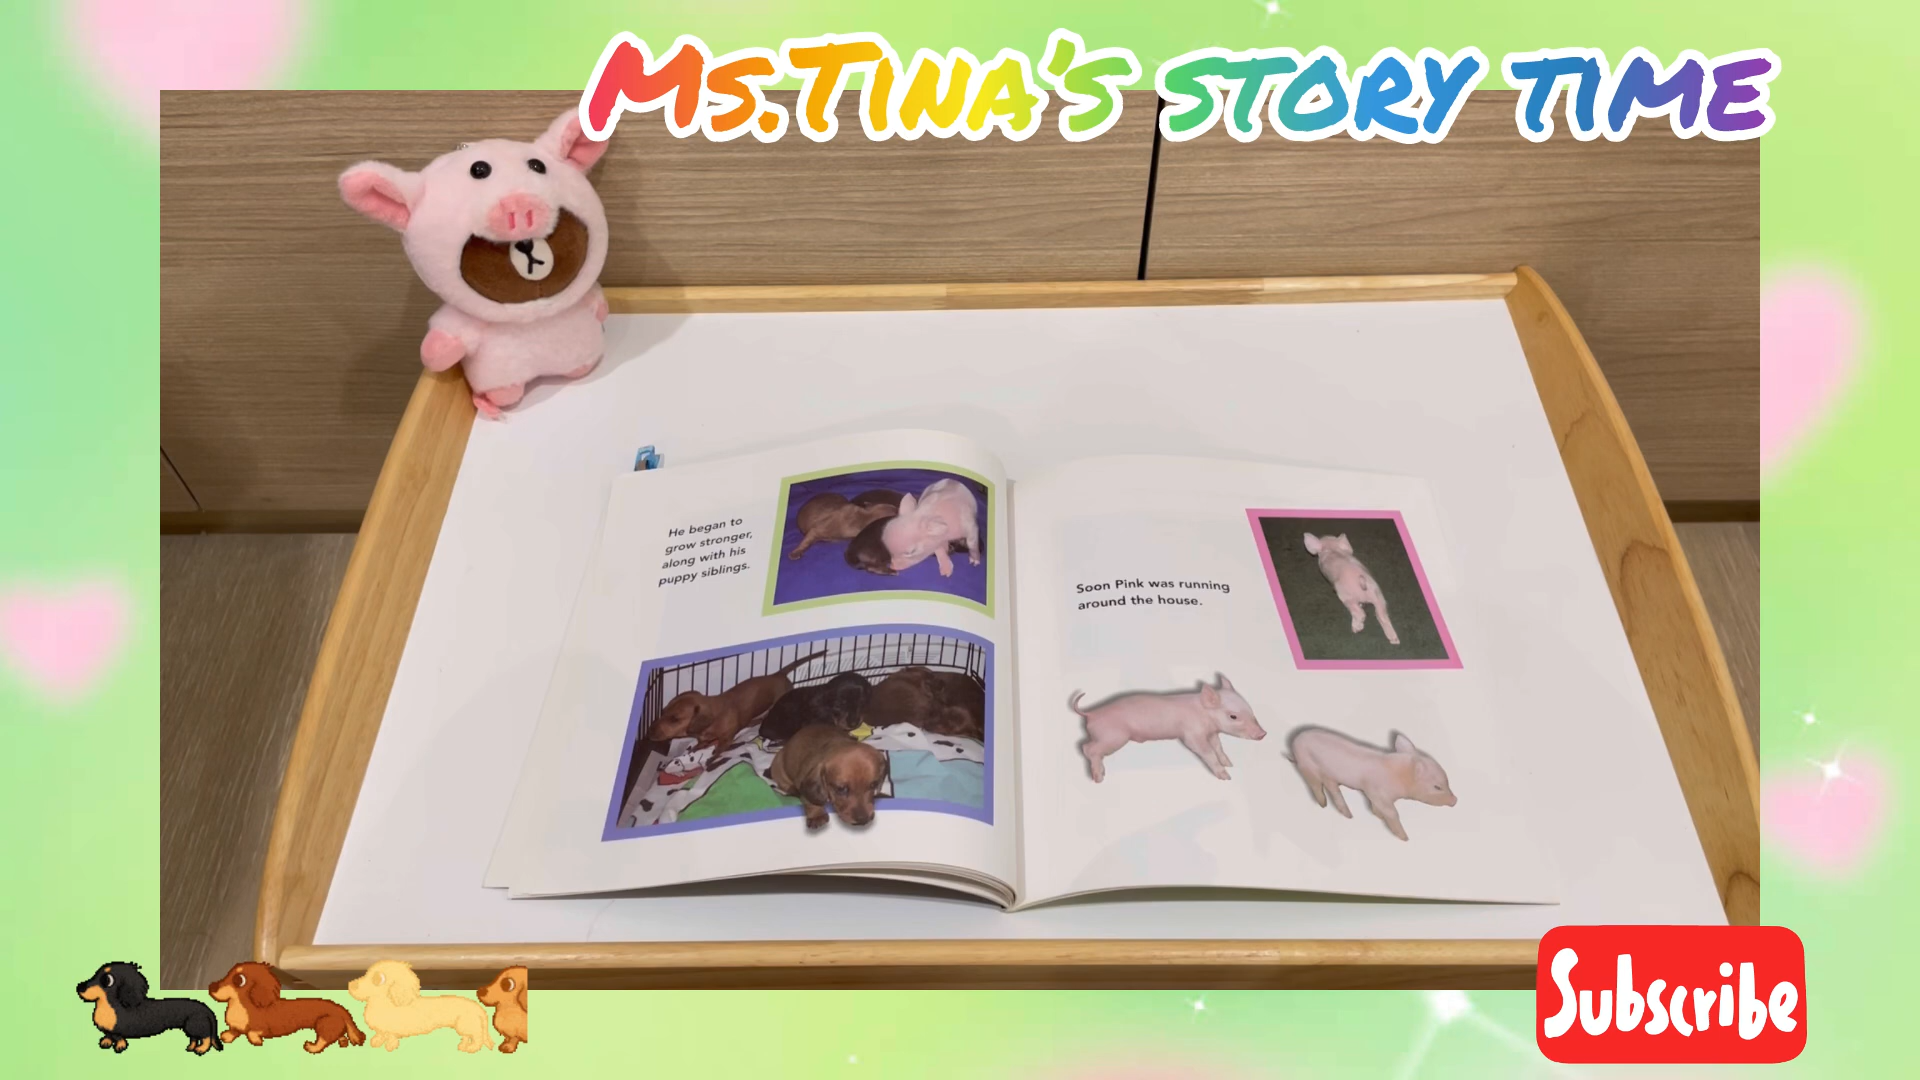 Ms.Tina's story time
He began to
grow stronger,
along with his
puppy siblings.
Soon Pink was running
around the house.
Subscribe